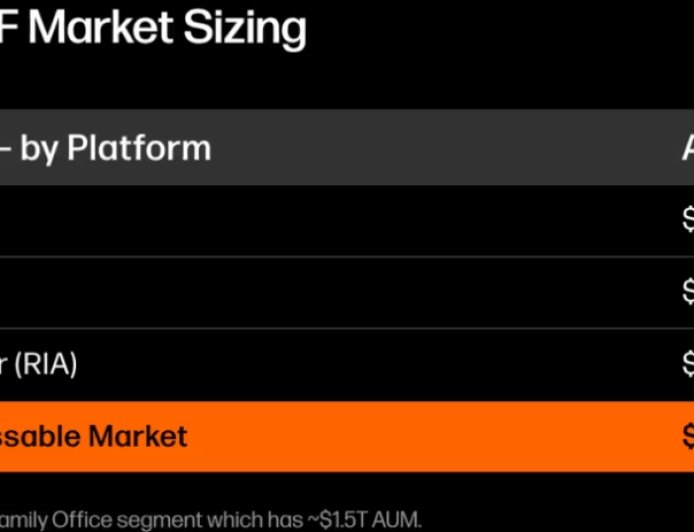 F Market Sizing
– by Platform A
$
$
r (RIA) $
ssable Market $
amily Office segment which has ~$1.5T AUM.